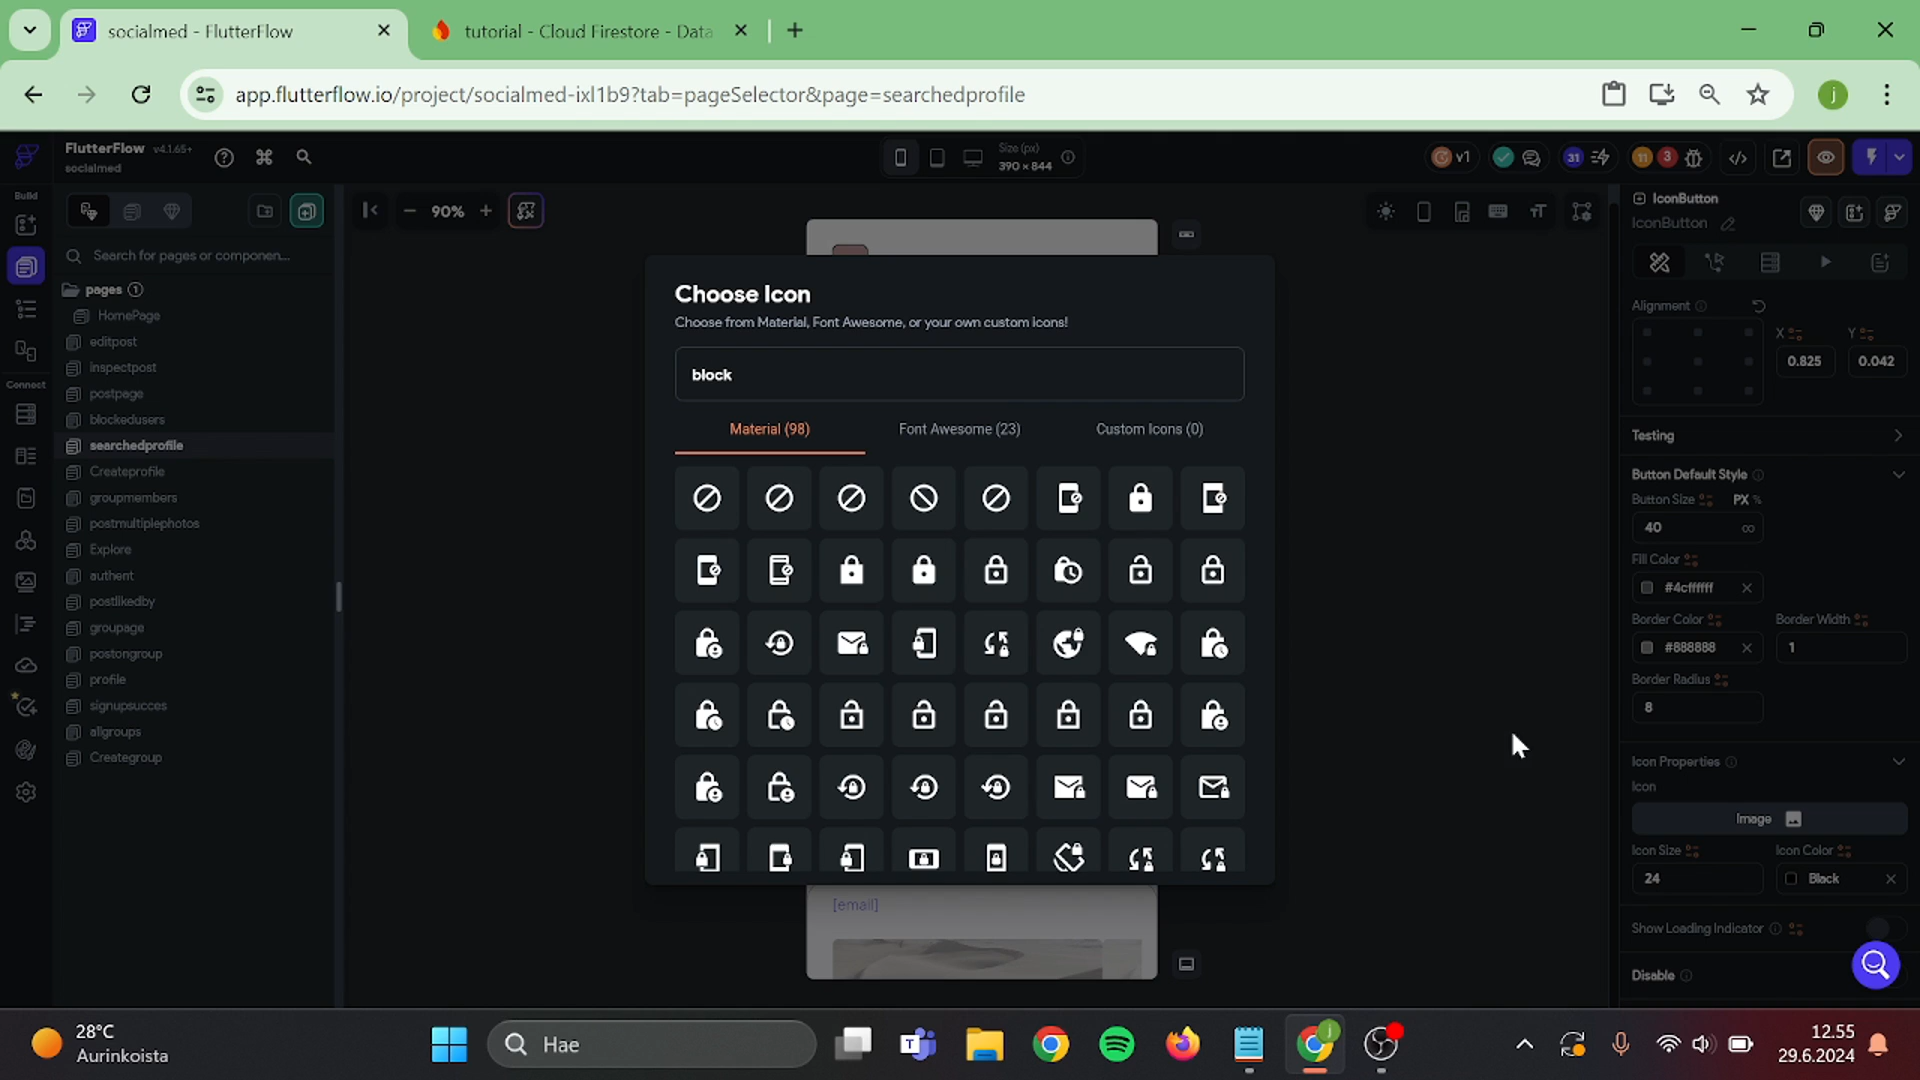 socialmed - FlutterFlow
tutorial - Cloud Firestore - Data
app.flutterflow.io/project/socialmed-ixl1b9?tab=pageSelector&page=searchedprofile
j
FlutterFlow v4.1.65+
socialmed
Size (px)
390 × 844
v1
31
11
3
Build
Connect
90%
Search for pages or componen...
pages 1
HomePage
editpost
inspectpost
postpage
blockedusers
searchedprofile
Createprofile
groupmembers
postmultiplephotos
Explore
authent
postlikedby
groupage
postongroup
profile
signupsucces
allgroups
Creategroup
Choose Icon
Choose from Material, Font Awesome, or your own custom icons!
block
Material (98)
Font Awesome (23)
Custom Icons (0)
[email]
IconButton
IconButton
Alignment
X
Y
0.825
0.042
Testing
Button Default Style
Button Size
PX %
40
Fill Color
#4cffffff
Border Color
Border Width
#888888
1
Border Radius
8
Icon Properties
Icon
Image
Icon Size
Icon Color
24
Black
Show Loading Indicator
Disable
28°C
Aurinkoista
Hae
j
12.55
29.6.2024